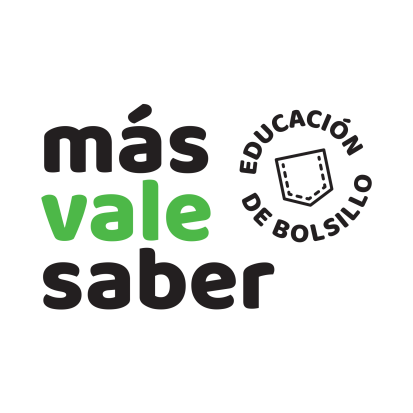 más
vale
saber
EDUCACIÓN
DE BOLSILLO